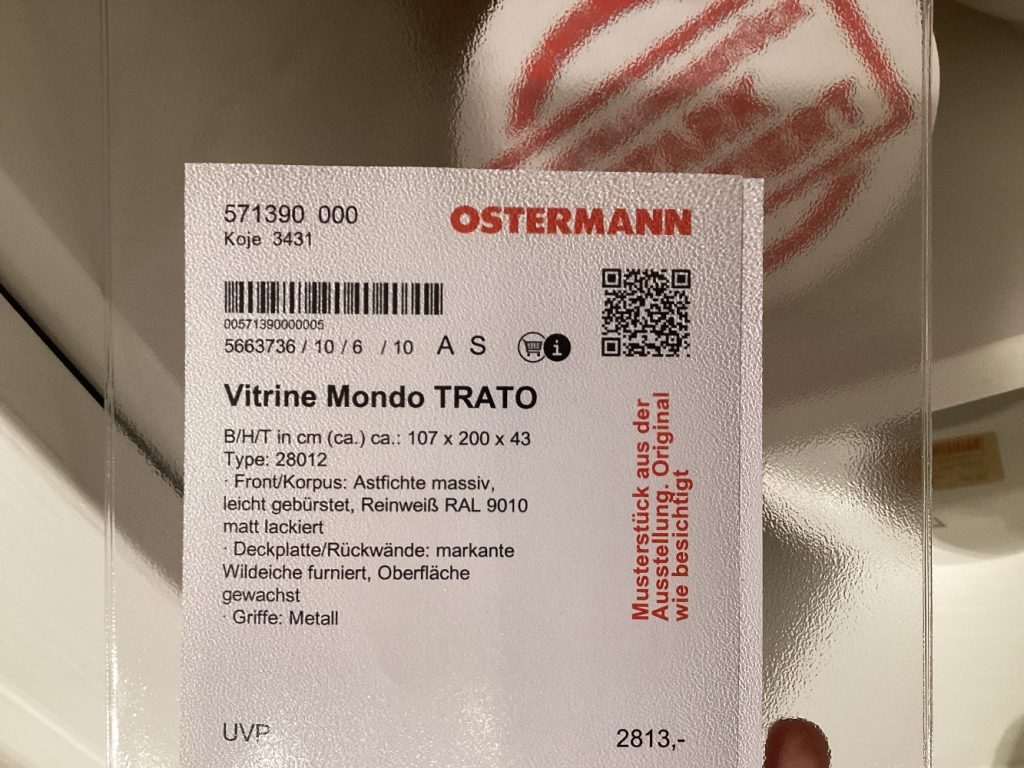 571390 000
Koje 3431
OSTERMANN
00571390000005
5663736 / 10 / 6 / 10 A S
i
Vitrine Mondo TRATO
B/H/T in cm (ca.) ca.: 107 x 200 x 43
Type: 28012
· Front/Korpus: Astfichte massiv,
leicht gebürstet, Reinweiß RAL 9010
matt lackiert
· Deckplatte/Rückwände: markante
Wildeiche furniert, Oberfläche
gewachst
· Griffe: Metall
Musterstück aus der
Ausstellung. Original
wie besichtigt
UVP
2813,-